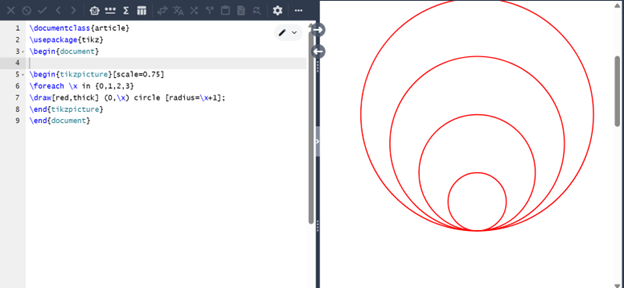 1 \documentclass{article}
2 \usepackage{tikz}
3 \begin{document}
4
5 \begin{tikzpicture}[scale=0.75]
6 \foreach \x in {0,1,2,3}
7 \draw[red,thick] (0,\x) circle [radius=\x+1];
8 \end{tikzpicture}
9 \end{document}